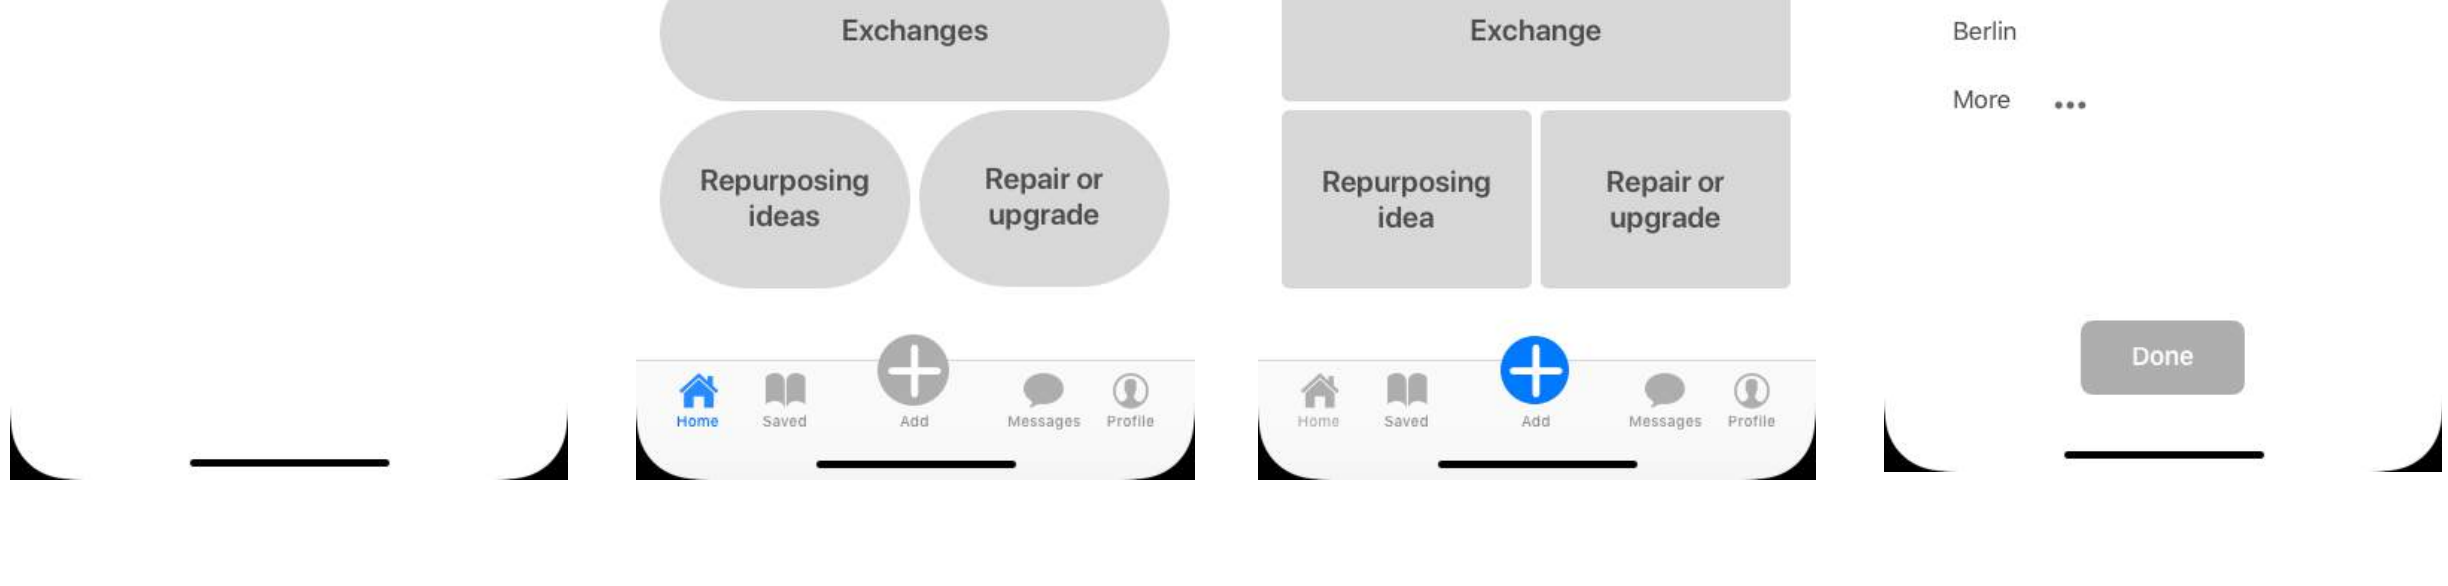 Exchanges
Repurposing
ideas
Repair or
upgrade
Home
Saved
Add
Messages
Profile
Exchange
Repurposing
idea
Repair or
upgrade
Home
Saved
Add
Messages
Profile
Berlin
More
Done